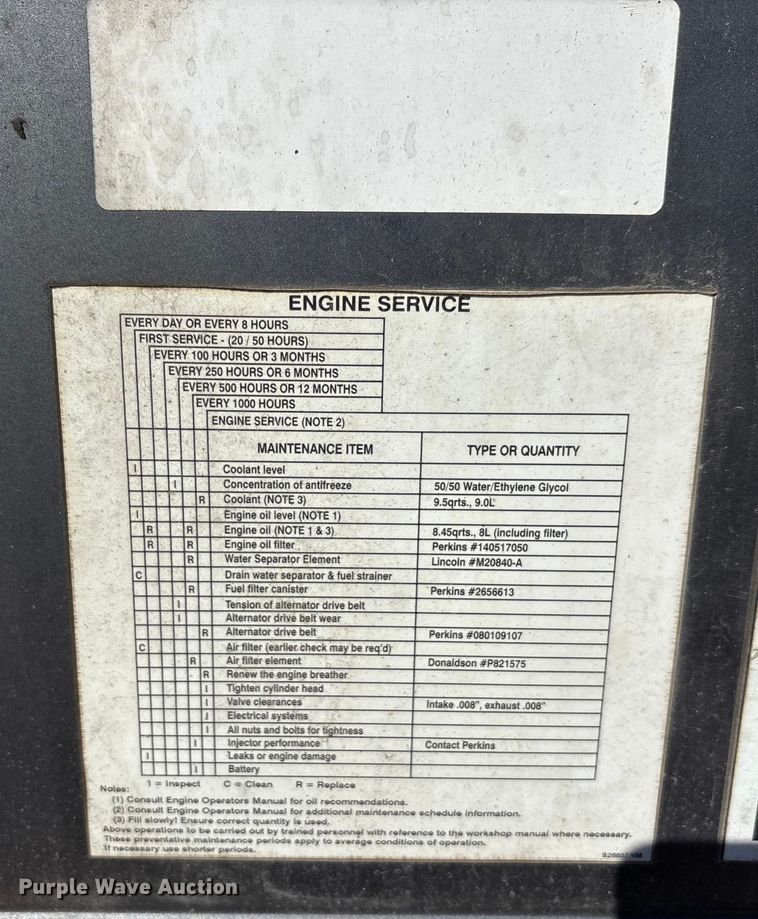 ENGINE SERVICE
EVERY DAY OR EVERY 8 HOURS
FIRST SERVICE - (20 / 50 HOURS)
EVERY 100 HOURS OR 3 MONTHS
EVERY 250 HOURS OR 6 MONTHS
EVERY 500 HOURS OR 12 MONTHS
EVERY 1000 HOURS
ENGINE SERVICE (NOTE 2)
MAINTENANCE ITEM TYPE OR QUANTITY
I Coolant level
I Concentration of antifreeze 50/50 Water/Ethylene Glycol
R Coolant (NOTE 3) 9.5qrts., 9.0L
I Engine oil level (NOTE 1)
R R Engine oil (NOTE 1 & 3) 8.45qrts., 8L (including filter)
R R Engine oil filter Perkins #140517050
R Water Separator Element Lincoln #M20840-A
C Drain water separator & fuel strainer
R Fuel filter canister Perkins #2656613
I Tension of alternator drive belt
I Alternator drive belt wear
R Alternator drive belt Perkins #080109107
C Air filter (earlier check may be req'd)
R Air filter element Donaldson #P821575
R Renew the engine breather
I Tighten cylinder head
I Valve clearances Intake .008", exhaust .008"
I Electrical systems
I All nuts and bolts for tightness
I Injector performance Contact Perkins
I Leaks or engine damage
I Battery
I = Inspect C = Clean R = Replace
Notes:
(1) Consult Engine Operators Manual for oil recommendations.
(2) Consult Engine Operators Manual for additional maintenance schedule information.
(3) Fill slowly! Ensure correct quantity is used.
Above operations to be carried out by trained personnel with reference to the workshop manual where necessary.
These preventative maintenance periods apply to average conditions of operation.
If necessary use shorter periods.
Purple Wave Auction